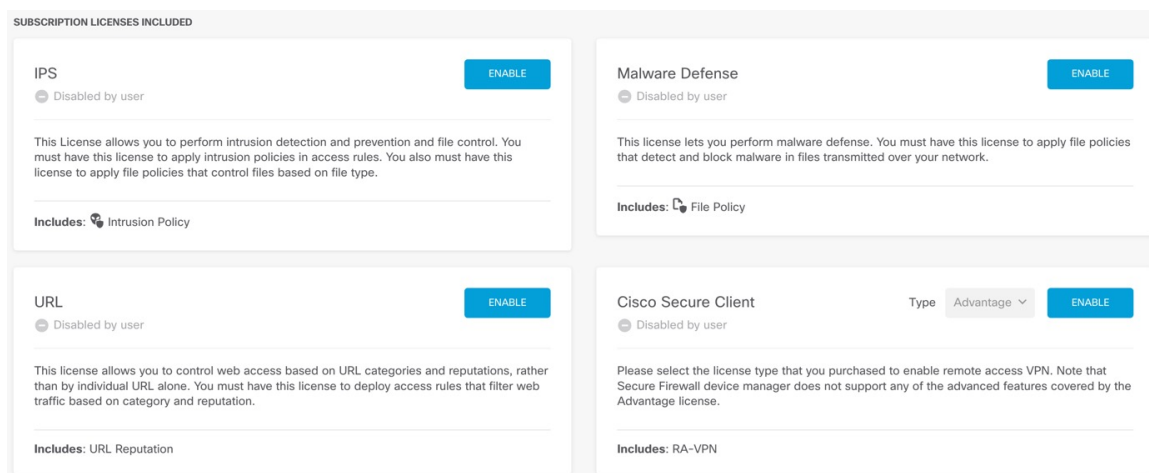 SUBSCRIPTION LICENSES INCLUDED
IPS
ENABLE
Disabled by user
This License allows you to perform intrusion detection and prevention and file control. You
must have this license to apply intrusion policies in access rules. You also must have this
license to apply file policies that control files based on file type.
Includes: Intrusion Policy
Malware Defense
ENABLE
Disabled by user
This license lets you perform malware defense. You must have this license to apply file policies
that detect and block malware in files transmitted over your network.
Includes: File Policy
URL
ENABLE
Disabled by user
This license allows you to control web access based on URL categories and reputations, rather
than by individual URL alone. You must have this license to deploy access rules that filter web
traffic based on category and reputation.
Includes: URL Reputation
Cisco Secure Client
Type Advantage
ENABLE
Disabled by user
Please select the license type that you purchased to enable remote access VPN. Note that
Secure Firewall device manager does not support any of the advanced features covered by the
Advantage license.
Includes: RA-VPN